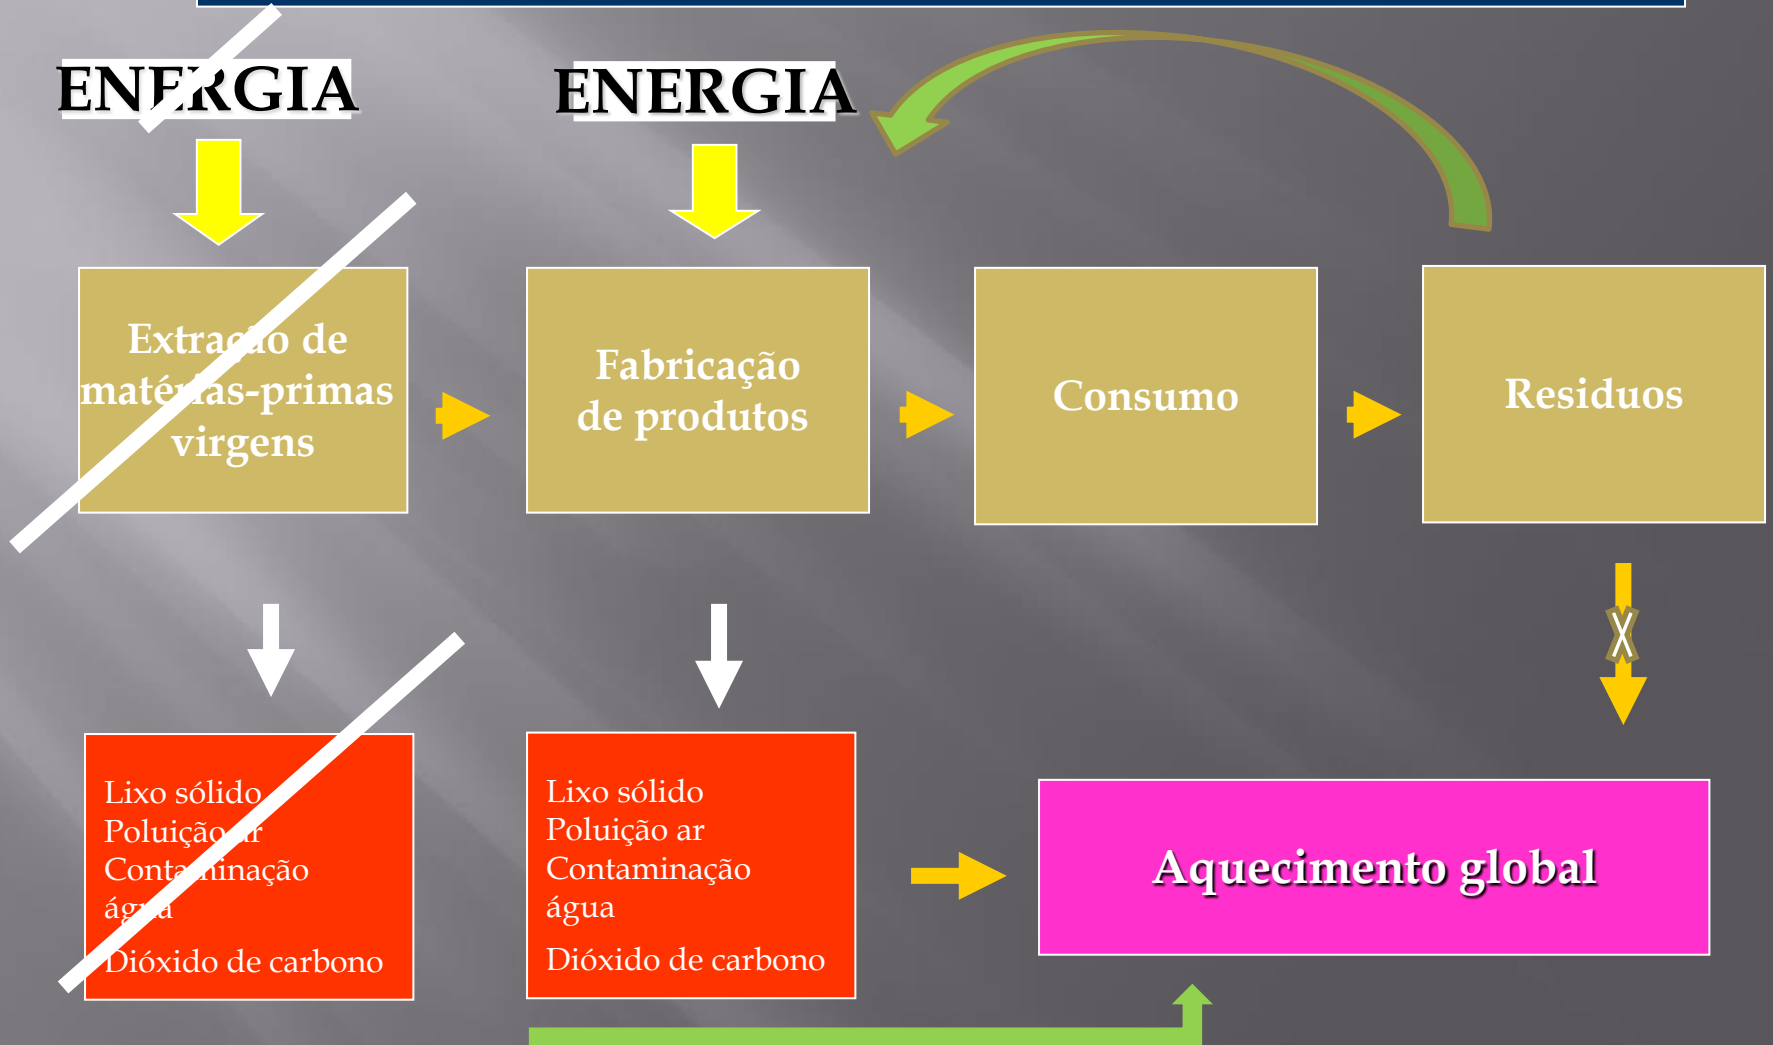 ENERGIA
ENERGIA
Extração de
matérias-primas
virgens
Fabricação
de produtos
Consumo
Residuos
X
Lixo sólido
Poluição ar
Contaminação
água
Dióxido de carbono
Lixo sólido
Poluição ar
Contaminação
água
Dióxido de carbono
Aquecimento global